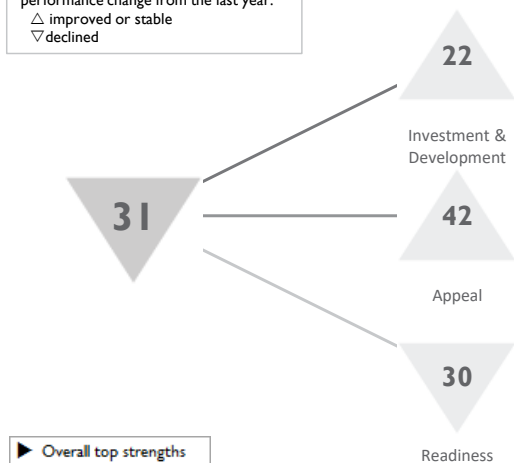 performance change from the last year:
△ improved or stable
▽ declined
22
Investment &
Development
31
42
Appeal
30
Readiness
▶ Overall top strengths